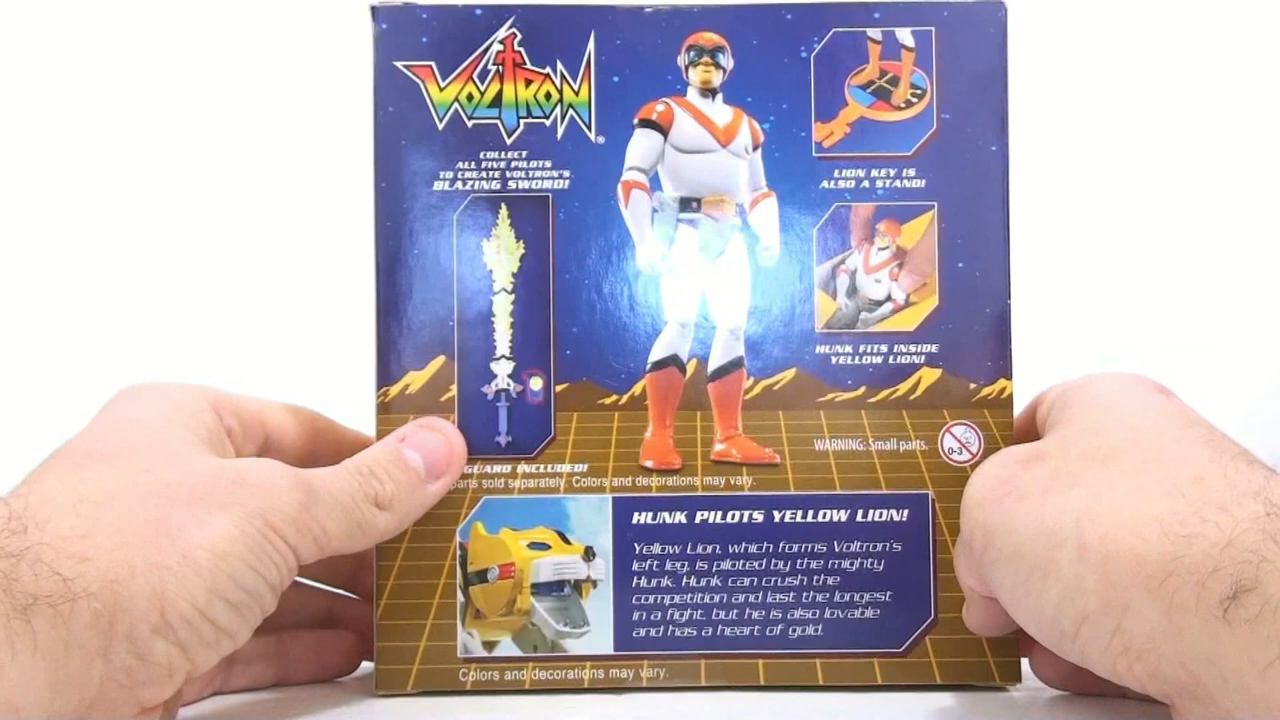 VOLTRON®
COLLECT
ALL FIVE PILOTS
TO CREATE VOLTRON'S
BLAZING SWORD!
GUARD INCLUDED!
parts sold separately. Colors and decorations may vary.
LION KEY IS
ALSO A STAND!
HUNK FITS INSIDE
YELLOW LION!
WARNING: Small parts.
0-3
HUNK PILOTS YELLOW LION!
Yellow Lion, which forms Voltron's
left leg, is piloted by the mighty
Hunk. Hunk can crush the
competition and last the longest
in a fight, but he is also lovable
and has a heart of gold.
Colors and decorations may vary.